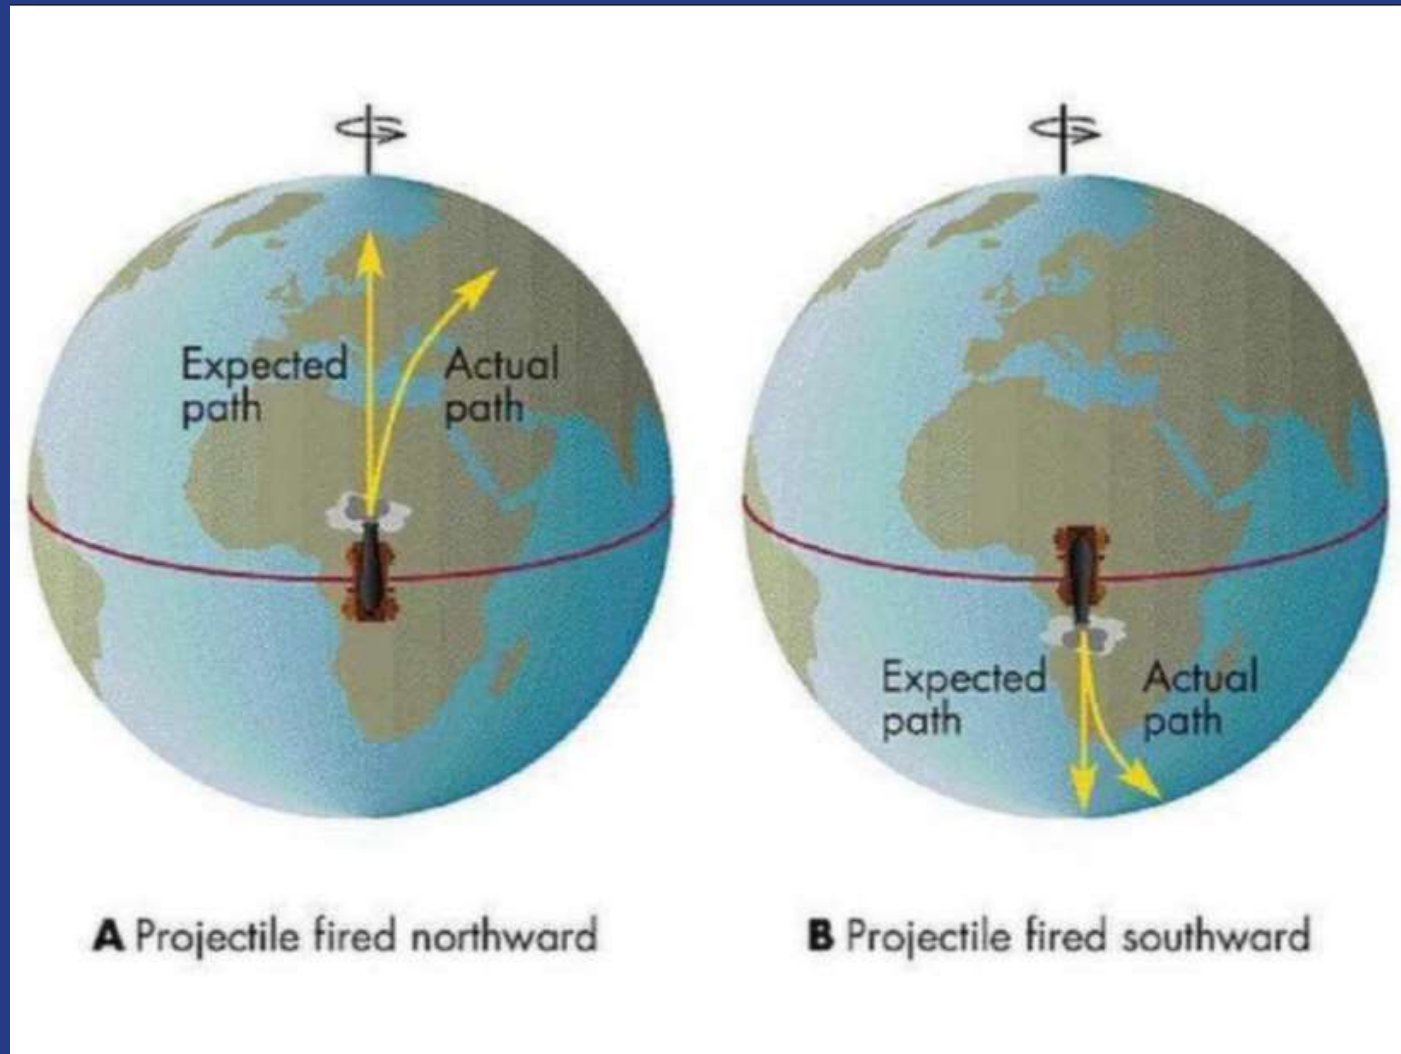 Expected
path
Actual
path
Expected
path
Actual
path
A Projectile fired northward
B Projectile fired southward